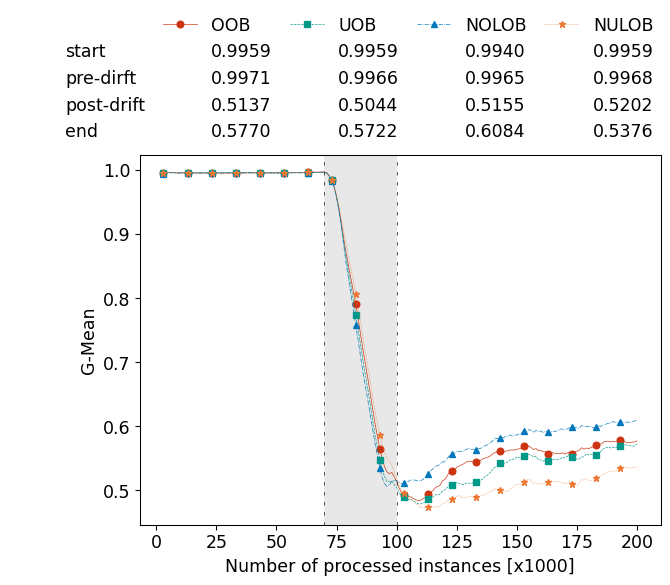 OOB UOB NOLOB NULOB
start 0.9959 0.9959 0.9940 0.9959
pre-dirft 0.9971 0.9966 0.9965 0.9968
post-drift 0.5137 0.5044 0.5155 0.5202
end 0.5770 0.5722 0.6084 0.5376
1.0
0.9
0.8
0.7
0.6
0.5
G-Mean
0 25 50 75 100 125 150 175 200
Number of processed instances [x1000]